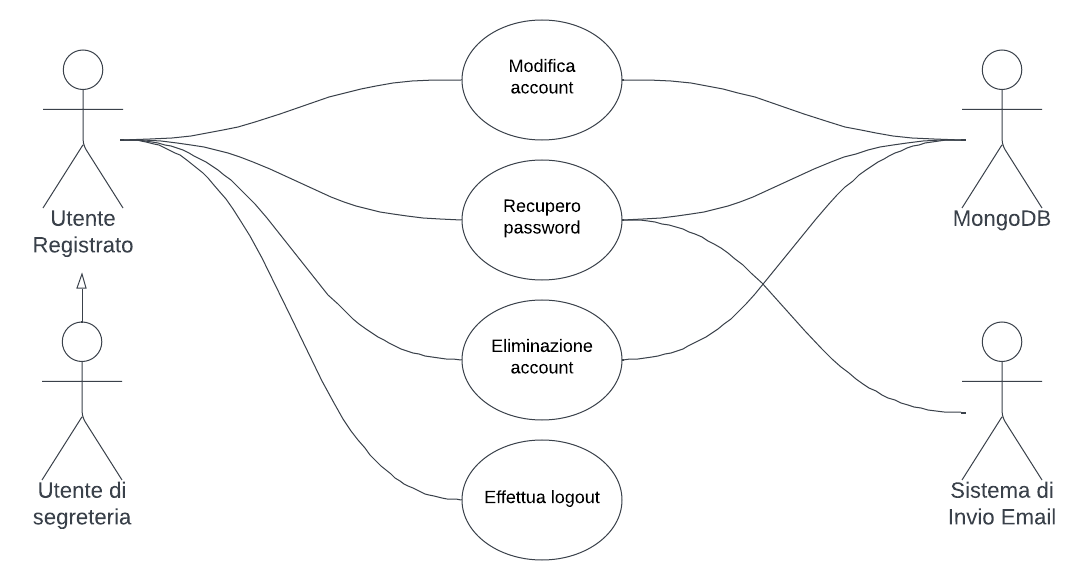 Modifica
account
Utente
Registrato
Recupero
password
MongoDB
Eliminazione
account
Utente di
segreteria
Effettua logout
Sistema di
Invio Email